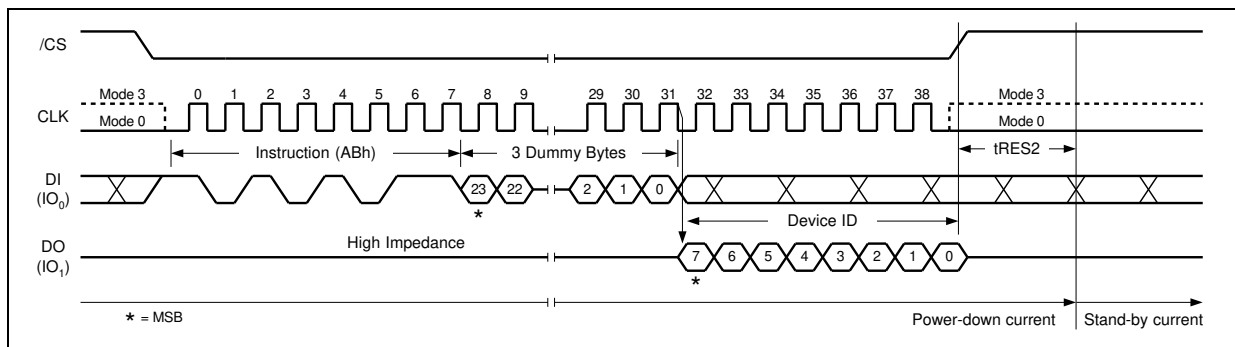 /CS
Mode 3
0 1 2 3 4 5 6 7 8 9 29 30 31 32 33 34 35 36 37 38
Mode 3
CLK
Mode 0
Mode 0
Instruction (ABh)
3 Dummy Bytes
tRES2
DI
(IO0)
23 22 2 1 0
*
Device ID
DO
(IO1)
High Impedance
7 6 5 4 3 2 1 0
*
* = MSB
Power-down current
Stand-by current